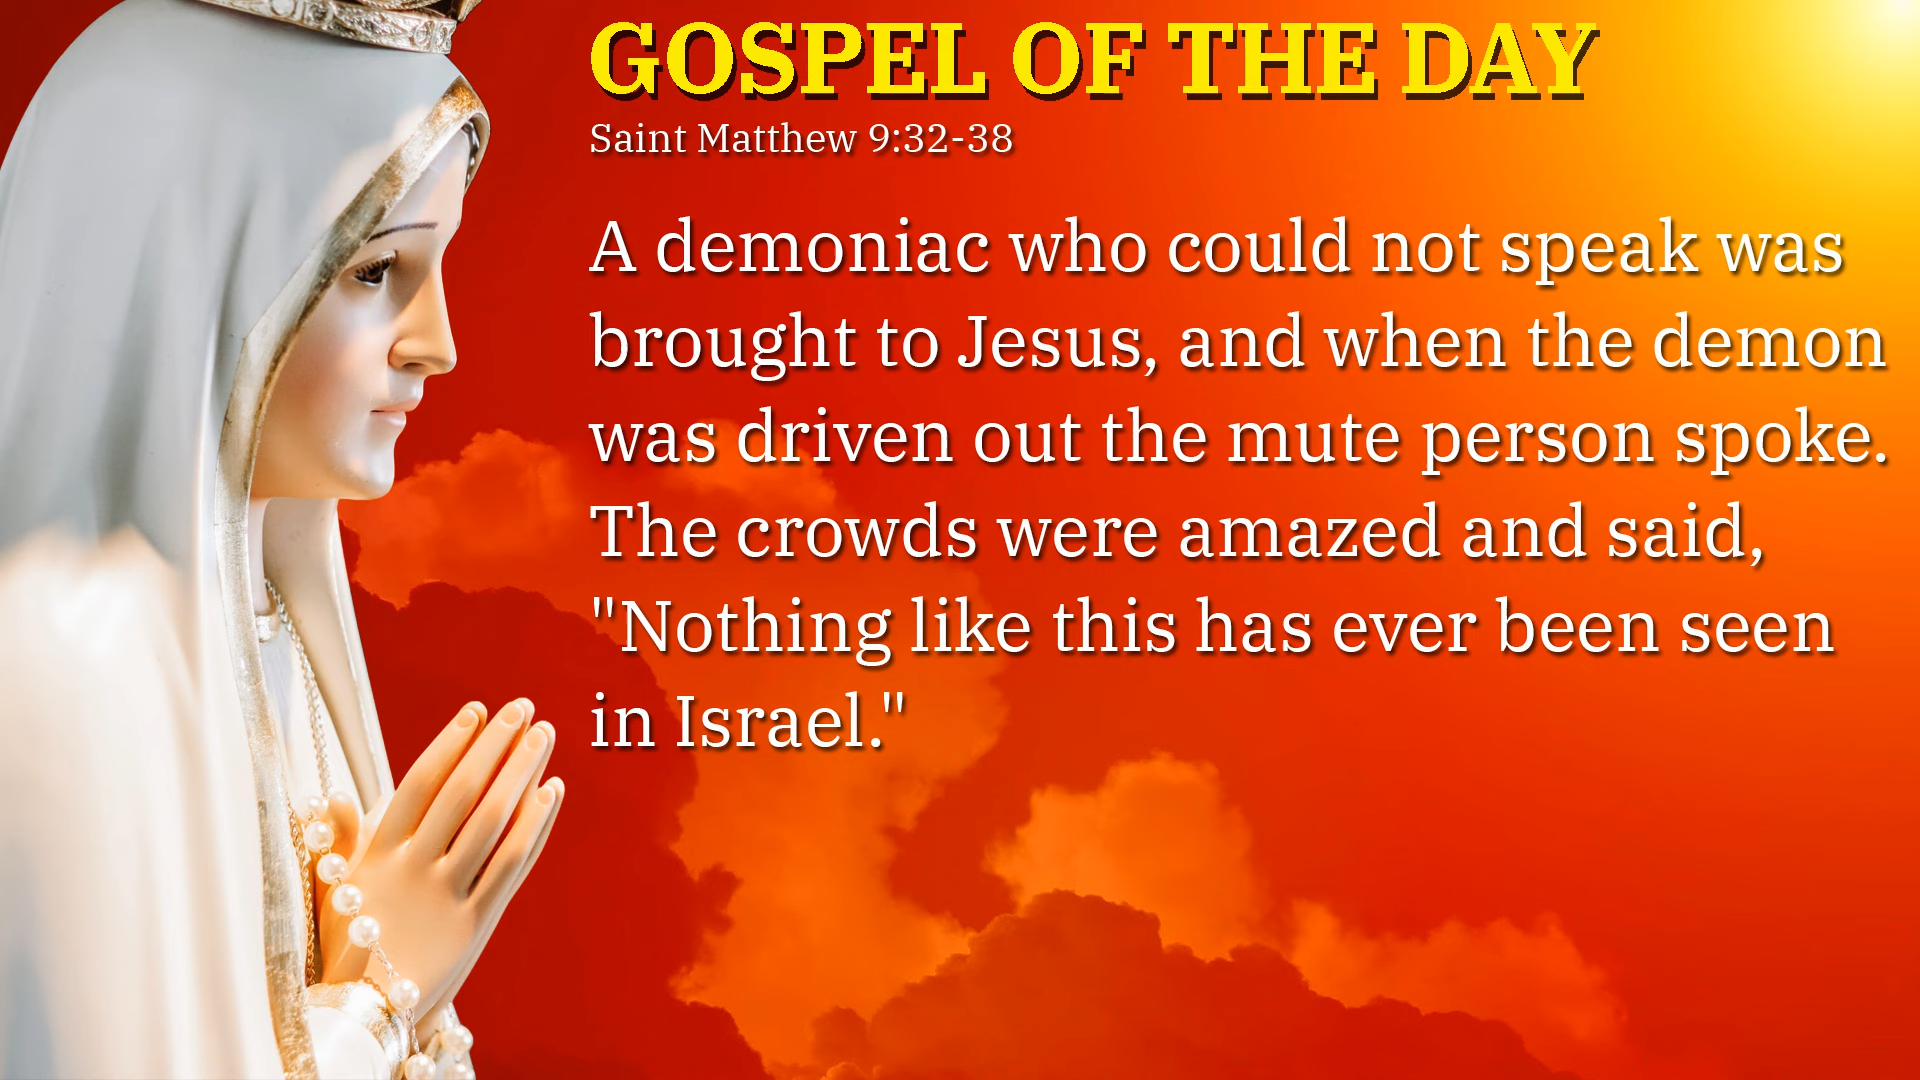 GOSPEL OF THE DAY
Saint Matthew 9:32-38
A demoniac who could not speak was
brought to Jesus, and when the demon
was driven out the mute person spoke.
The crowds were amazed and said,
"Nothing like this has ever been seen
in Israel."